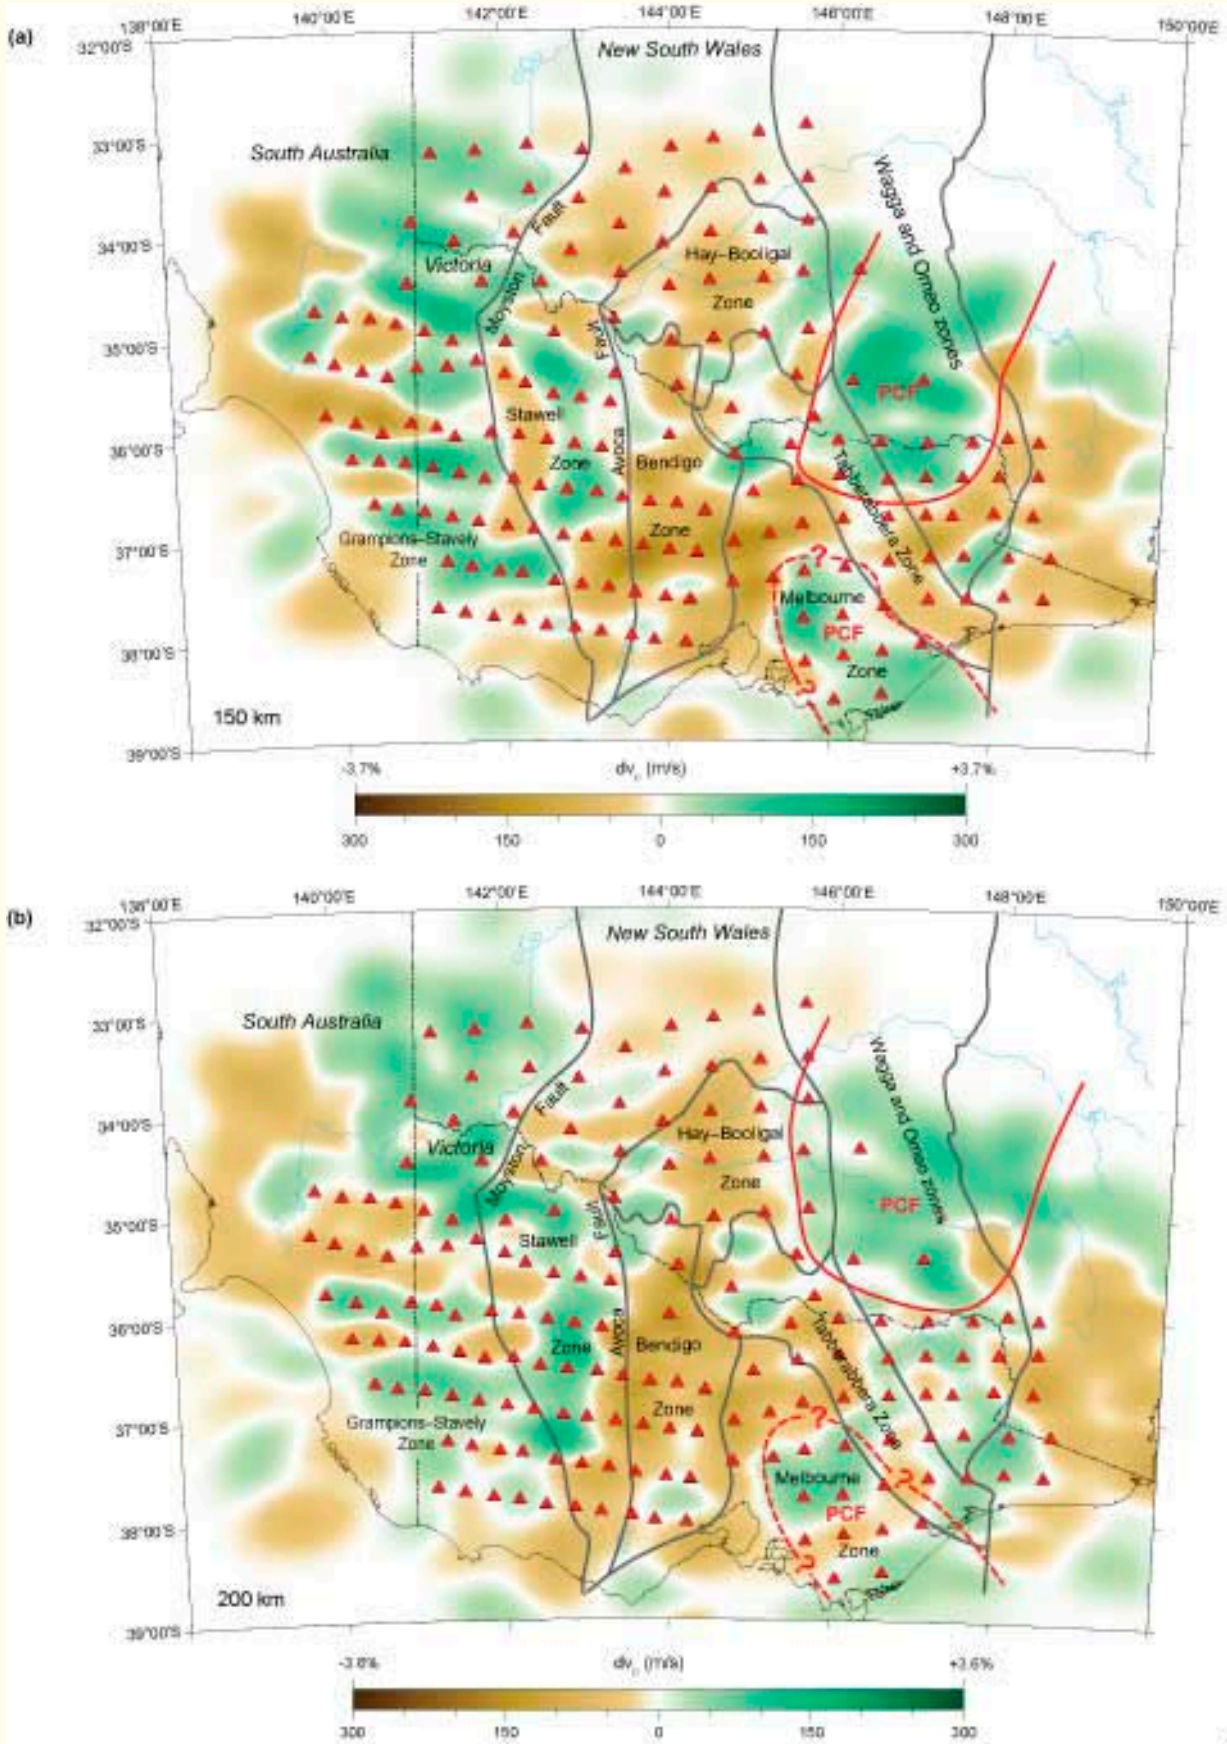 (a)
138°00'E
140°00'E
142°00'E
144°00'E
146°00'E
148°00'E
150°00'E
32°00'S
New South Wales
33°00'S
South Australia
Wagga and Omeo zones
Fault
34°00'S
Victoria
Hay–Booligal
Zone
Moyston
Fault
35°00'S
PCF
Stawell
Zone
Avoca
Bendigo
36°00'S
Tabberabbera Zone
Zone
Grampions–Stavely
Zone
37°00'S
?
Melbourne
PCF
38°00'S
Zone
?
150 km
39°00'S
-3.7%
dvₚ (m/s)
+3.7%
300
150
0
150
300
(b)
138°00'E
140°00'E
142°00'E
144°00'E
146°00'E
148°00'E
150°00'E
32°00'S
New South Wales
33°00'S
South Australia
Wagga and Omeo zones
Fault
34°00'S
Victoria
Hay–Booligal
Moyston
Zone
Fault
35°00'S
PCF
Stawell
36°00'S
Avoca
Zone
Bendigo
Tabberabbera Zone
Zone
Grampions–Stavely
Zone
37°00'S
?
Melbourne
?
PCF
38°00'S
Zone
?
200 km
39°00'S
-3.6%
dvₚ (m/s)
+3.6%
300
150
0
150
300